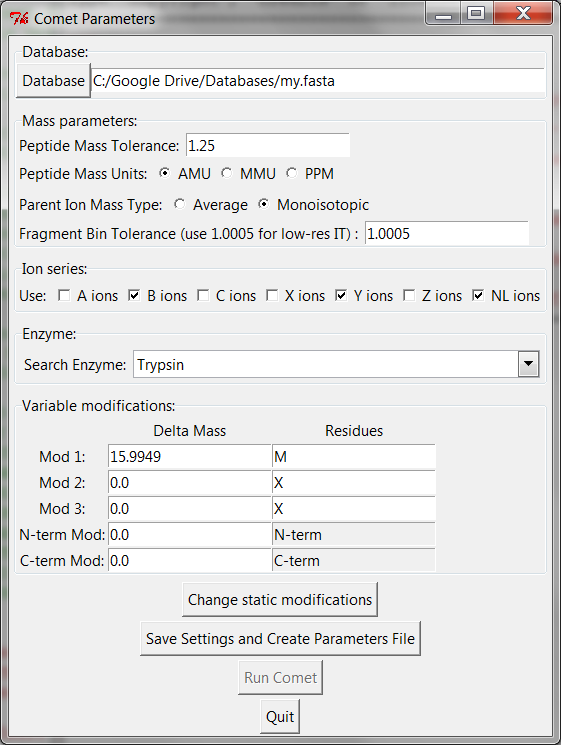 Comet Parameters
Database:
Database C:/Google Drive/Databases/my.fasta
Mass parameters:
Peptide Mass Tolerance: 1.25
Peptide Mass Units: AMU MMU PPM
Parent Ion Mass Type: Average Monoisotopic
Fragment Bin Tolerance (use 1.0005 for low-res IT) : 1.0005
Ion series:
Use: A ions B ions C ions X ions Y ions Z ions NL ions
Enzyme:
Search Enzyme: Trypsin
Variable modifications:
Delta Mass Residues
Mod 1: 15.9949 M
Mod 2: 0.0 X
Mod 3: 0.0 X
N-term Mod: 0.0 N-term
C-term Mod: 0.0 C-term
Change static modifications
Save Settings and Create Parameters File
Run Comet
Quit